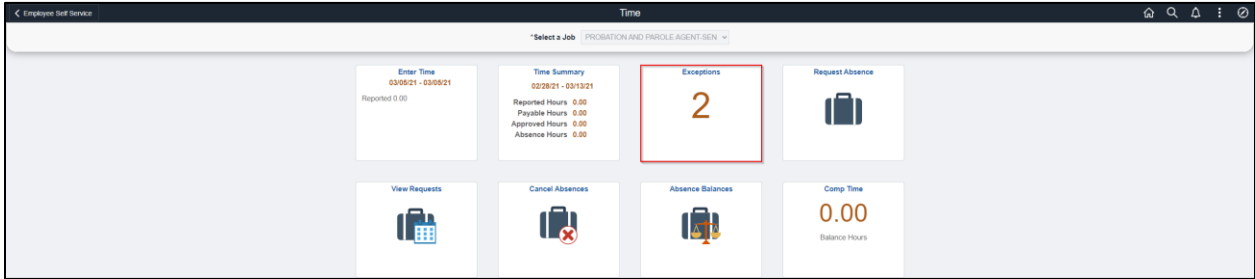 Employee Self Service
Time
*Select a Job PROBATION AND PAROLE AGENT-SEN
Enter Time
03/05/21 - 03/05/21
Reported 0.00
Time Summary
02/28/21 - 03/13/21
Reported Hours 0.00
Payable Hours 0.00
Approved Hours 0.00
Absence Hours 0.00
Exceptions
2
Request Absence
View Requests
Cancel Absences
Absence Balances
Comp Time
0.00
Balance Hours